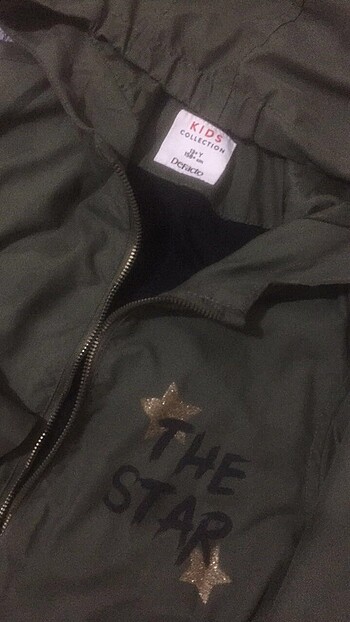 KIDS
COLLECTION
DeFacto
THE
STAR